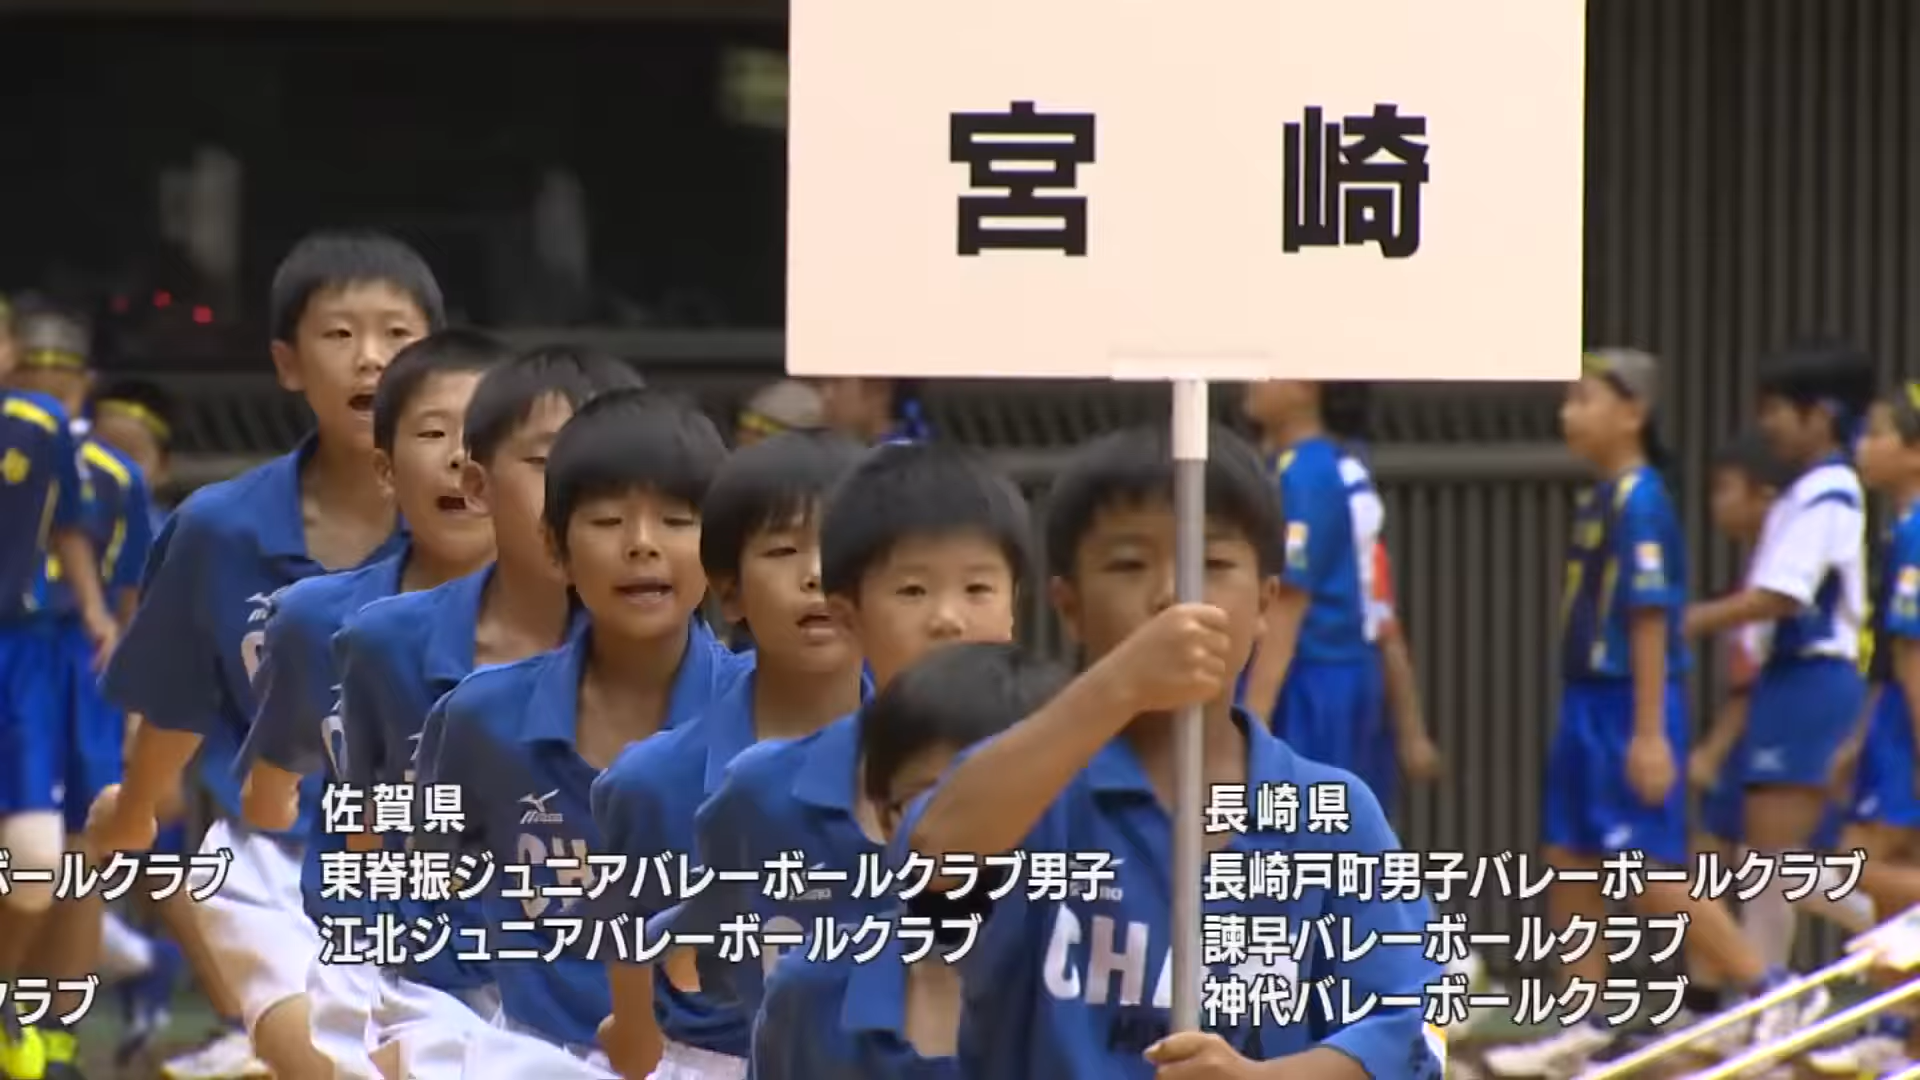 宮崎
佐賀県
東脊振ジュニアバレーボールクラブ男子
江北ジュニアバレーボールクラブ
長崎県
長崎戸町男子バレーボールクラブ
諫早バレーボールクラブ
神代バレーボールクラブ
ボールクラブ
クラブ